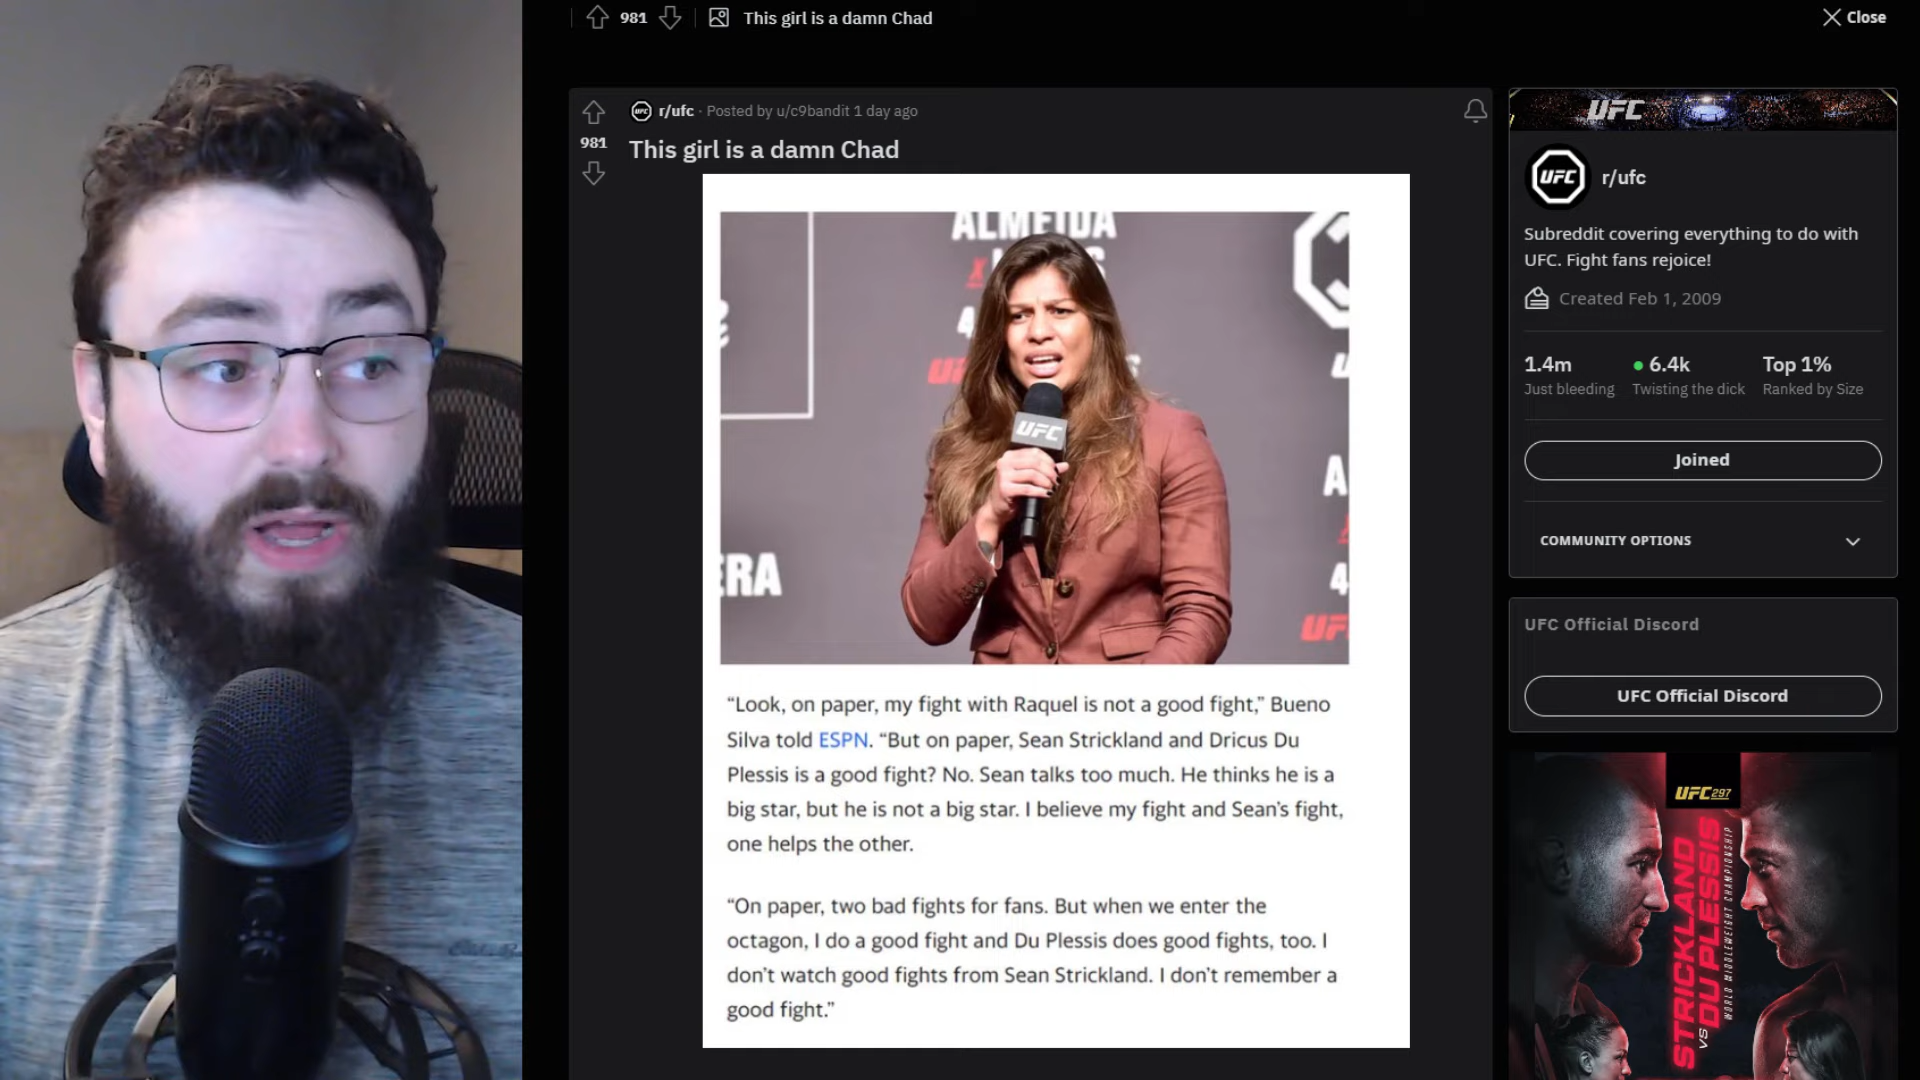 981
This girl is a damn Chad
Close
r/ufc · Posted by u/c9bandit 1 day ago
981
This girl is a damn Chad
ALMEIDA
UFC
ERA
UFC
“Look, on paper, my fight with Raquel is not a good fight,” Bueno
Silva told ESPN. “But on paper, Sean Strickland and Dricus Du
Plessis is a good fight? No. Sean talks too much. He thinks he is a
big star, but he is not a big star. I believe my fight and Sean’s fight,
one helps the other.
“On paper, two bad fights for fans. But when we enter the
octagon, I do a good fight and Du Plessis does good fights, too. I
don’t watch good fights from Sean Strickland. I don’t remember a
good fight.”
UFC
UFC
r/ufc
Subreddit covering everything to do with
UFC. Fight fans rejoice!
Created Feb 1, 2009
1.4m 6.4k Top 1%
Just bleeding Twisting the dick Ranked by Size
Joined
COMMUNITY OPTIONS
UFC Official Discord
UFC Official Discord
UFC 297
STRICKLAND
VS DU PLESSIS
WORLD MIDDLEWEIGHT CHAMPIONSHIP